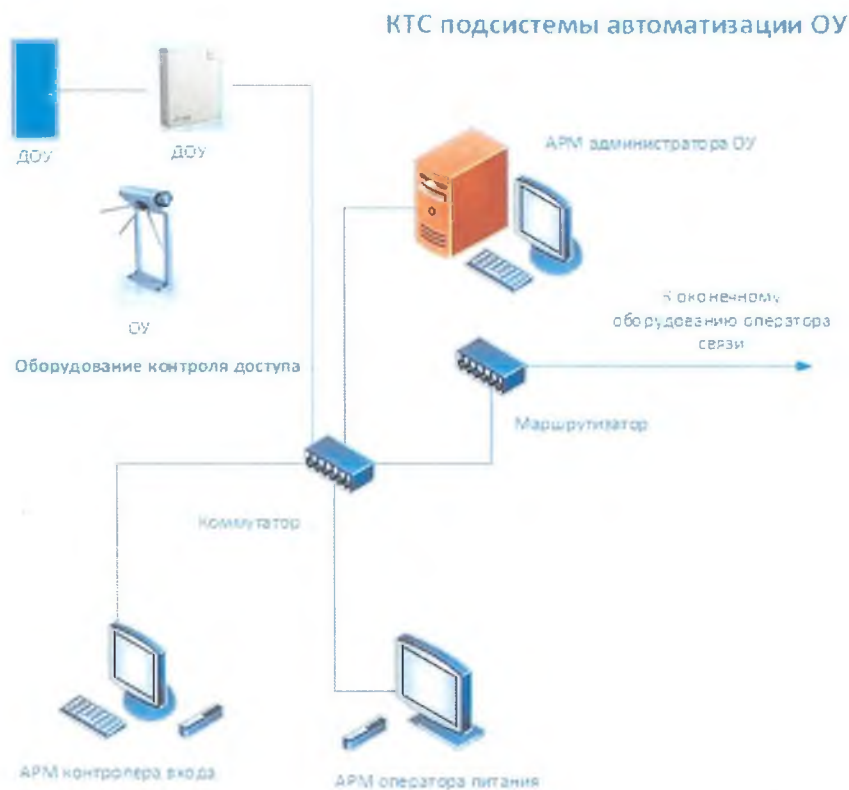 КТС подсистемы автоматизации ОУ
ДОУ
ДОУ
АРМ администратора ОУ
ОУ
К оконечному
оборудованию оператора
связи
Оборудование контроля доступа
Маршрутизатор
Коммутатор
АРМ контролера входа
АРМ оператора питания